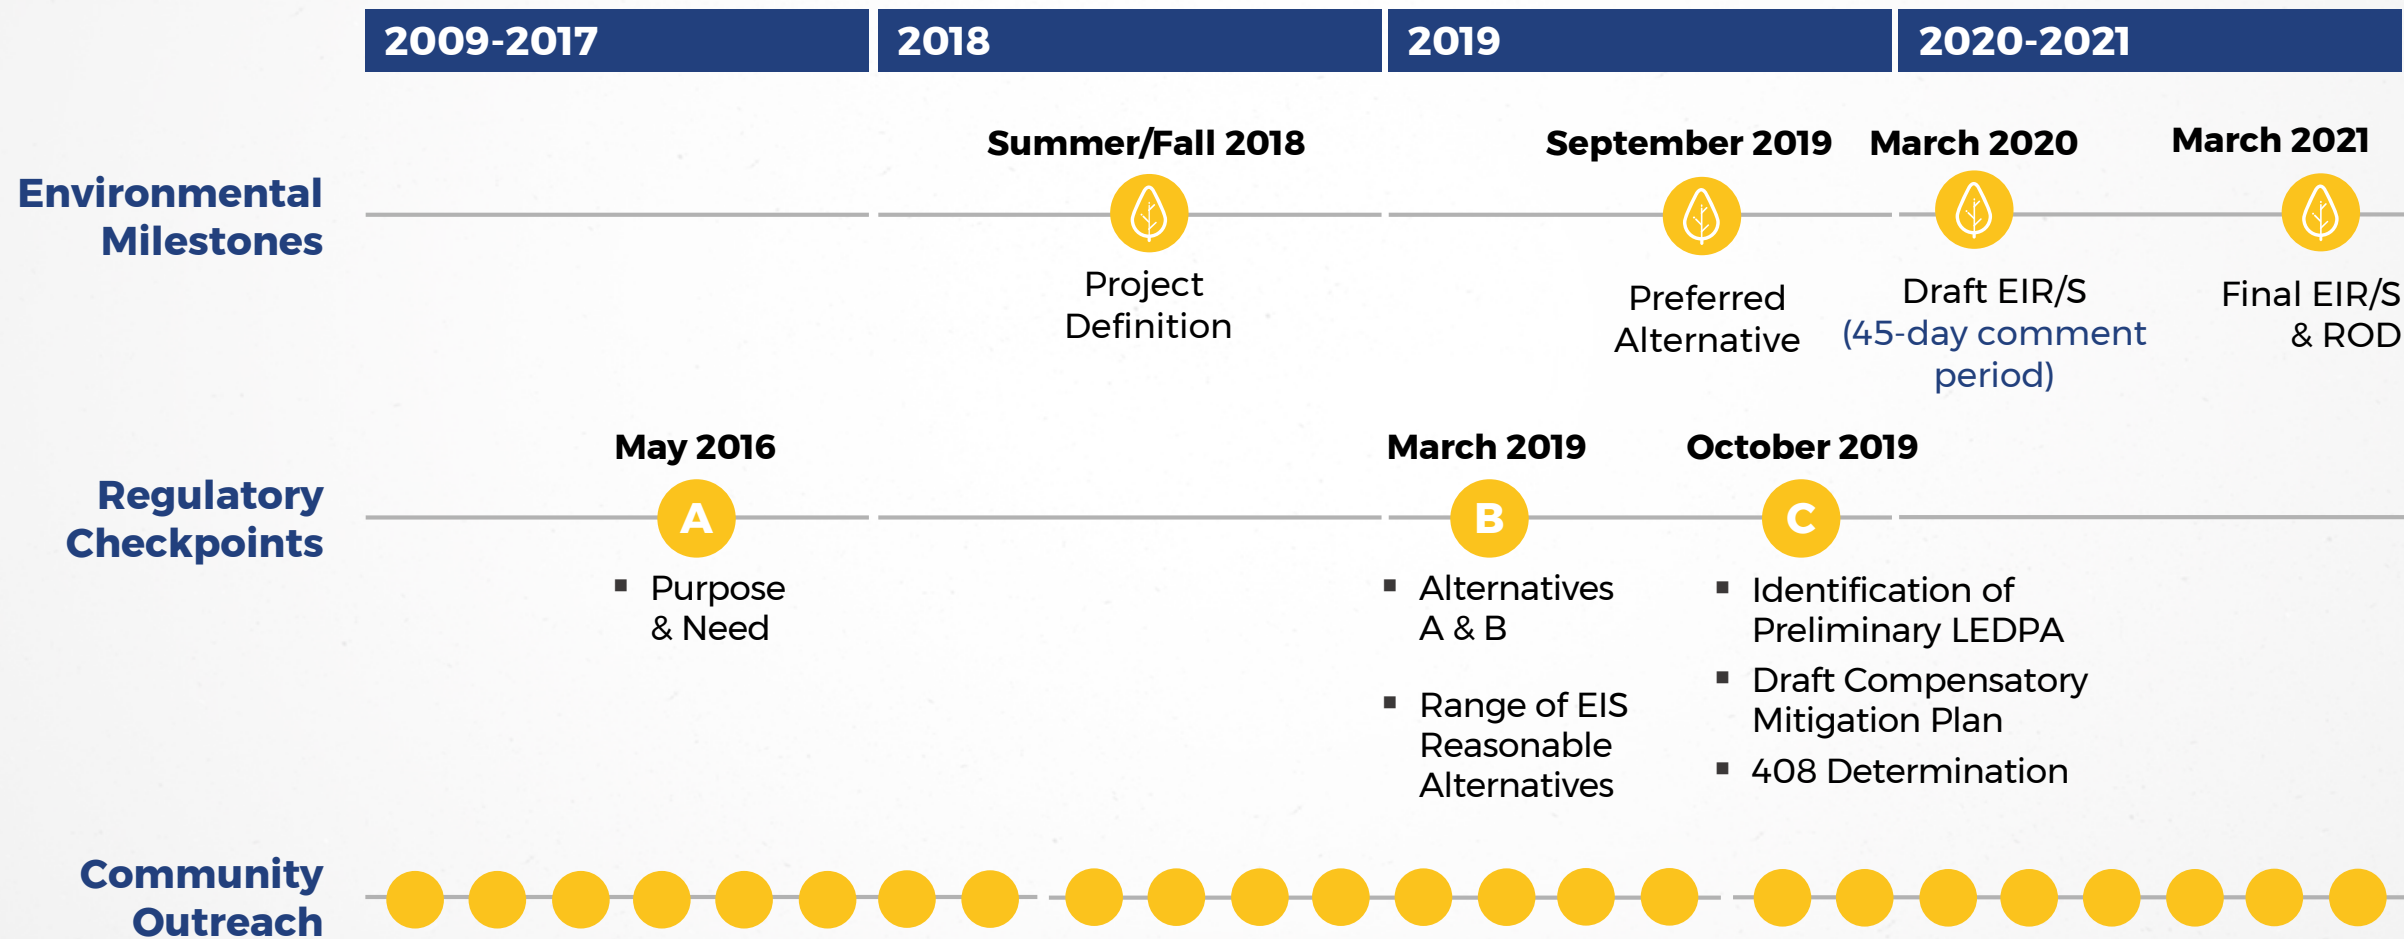 2009-2017
2018
2019
2020-2021
Environmental
Milestones
Summer/Fall 2018
Project
Definition
September 2019
Preferred
Alternative
March 2020
Draft EIR/S
(45-day comment
period)
March 2021
Final EIR/S
& ROD
Regulatory
Checkpoints
May 2016
A
▪ Purpose
& Need
March 2019
B
▪ Alternatives
A & B
▪ Range of EIS
Reasonable
Alternatives
October 2019
C
▪ Identification of
Preliminary LEDPA
▪ Draft Compensatory
Mitigation Plan
▪ 408 Determination
Community
Outreach